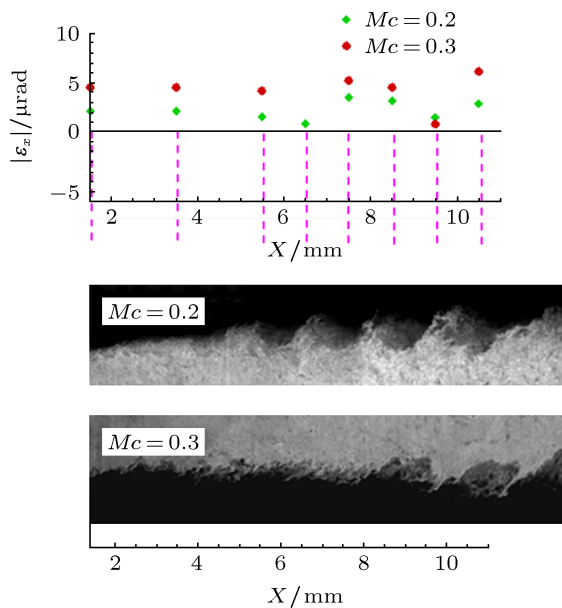 Mc = 0.2
Mc = 0.3
10
5
0
−5
|εₓ|/μrad
2 4 6 8 10
X/mm
Mc = 0.2
Mc = 0.3
2 4 6 8 10
X/mm